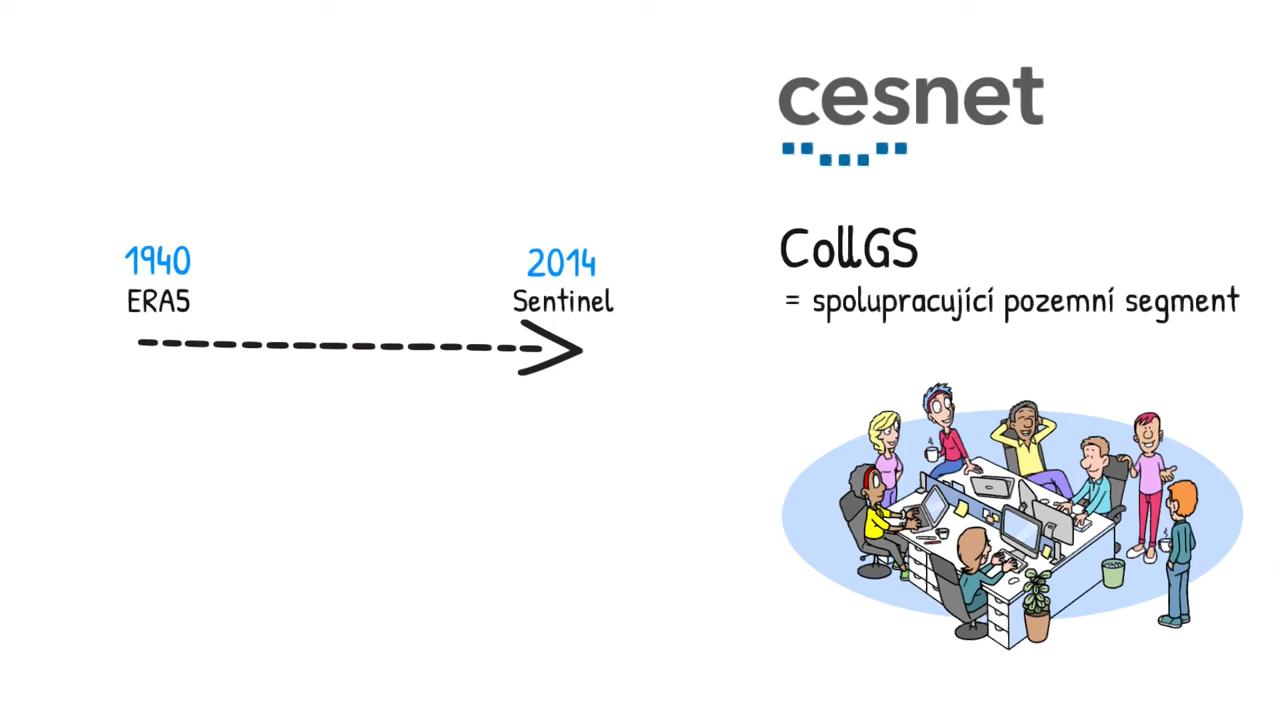 cesnet
1940
ERA5
2014
Sentinel
CollGS
= spolupracující pozemní segment